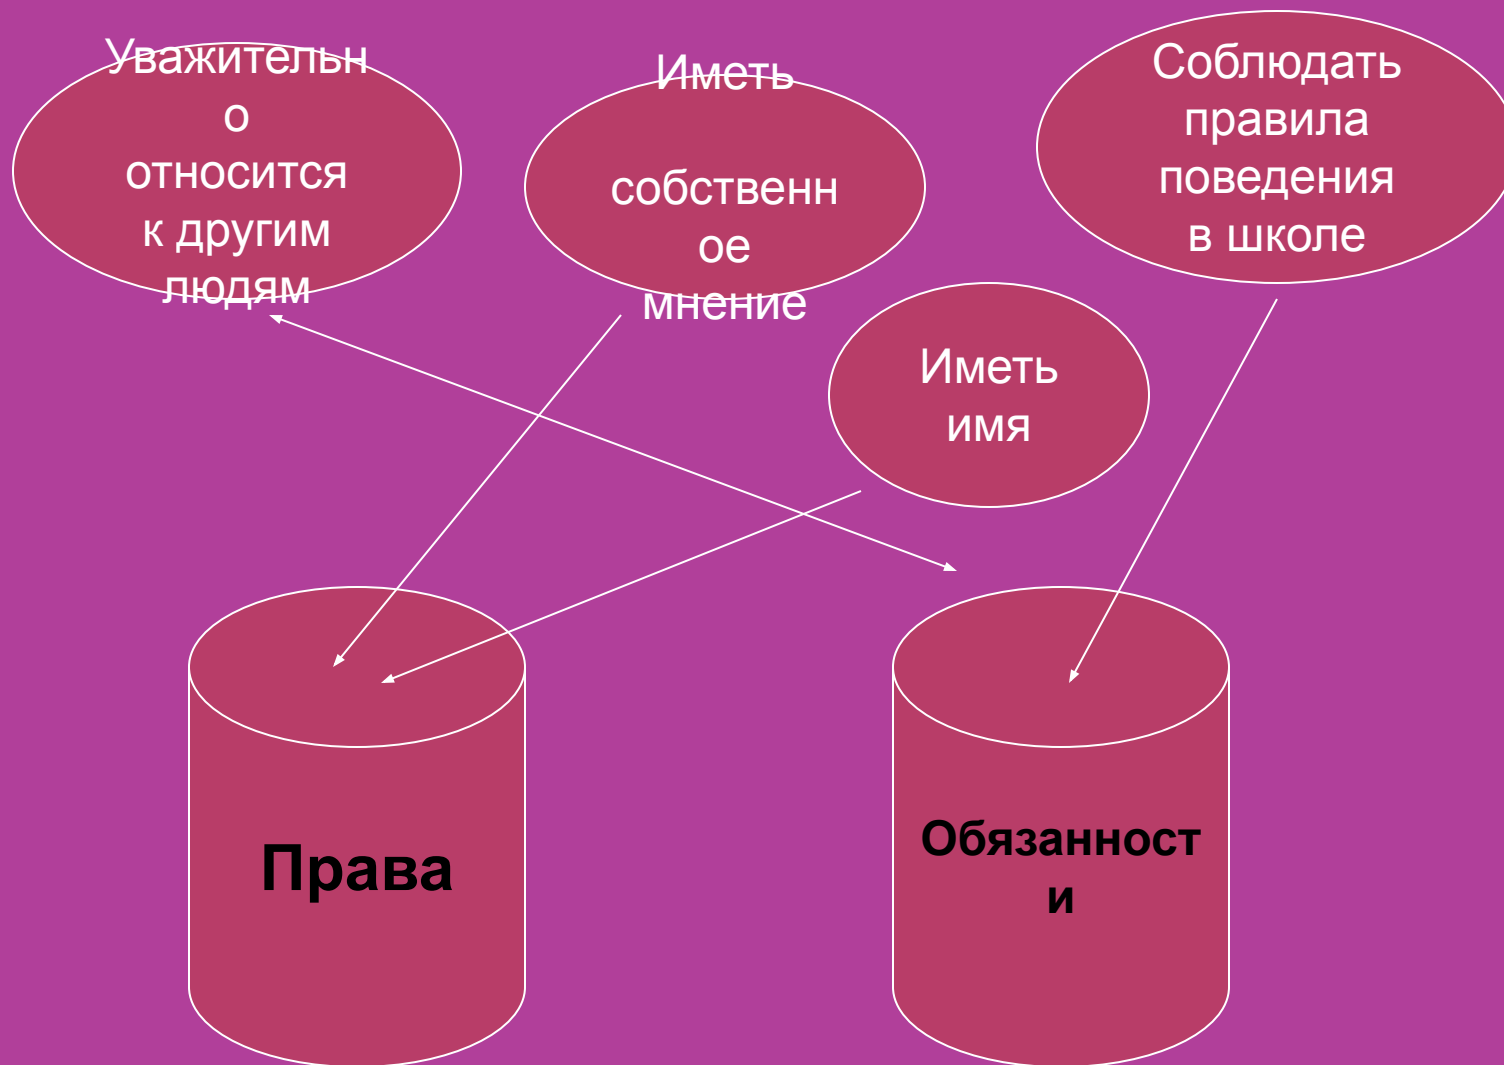 Уважительн
о
относится
к другим
людям
Иметь
собственн
ое
мнение
Соблюдать
правила
поведения
в школе
Иметь
имя
Права
Обязанност
и